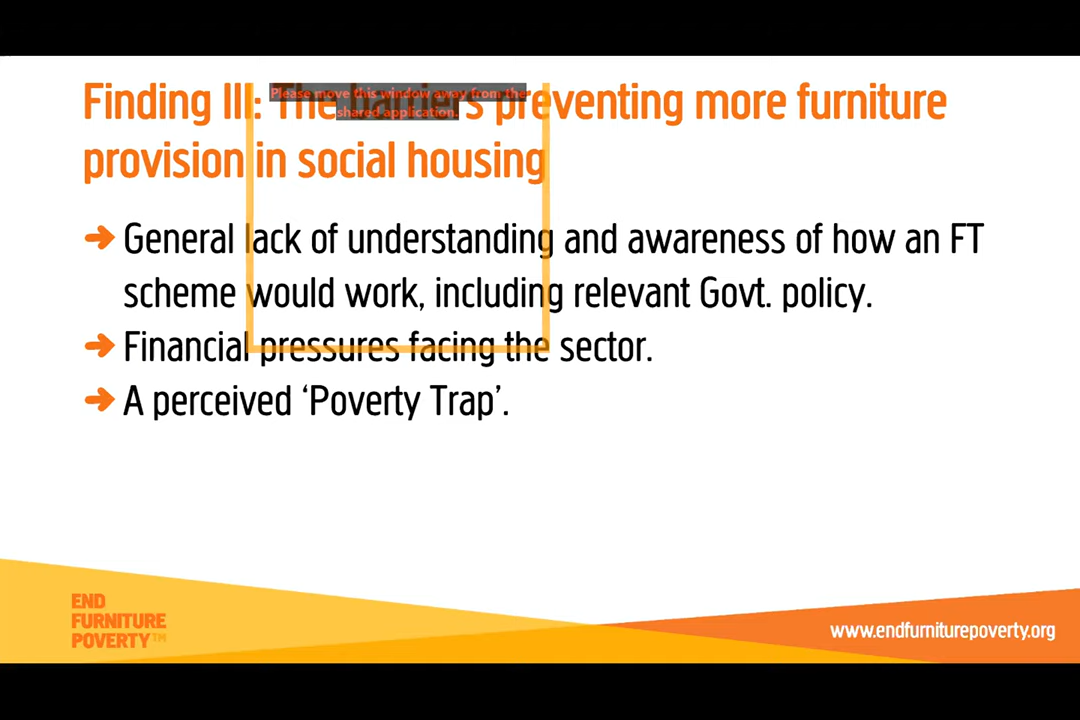 Finding III: The barriers preventing more furniture
provision in social housing
Please move this window away from the
shared application.
➔ General lack of understanding and awareness of how an FT
scheme would work, including relevant Govt. policy.
➔ Financial pressures facing the sector.
➔ A perceived ‘Poverty Trap’.
END
FURNITURE
POVERTY™
www.endfurniturepoverty.org